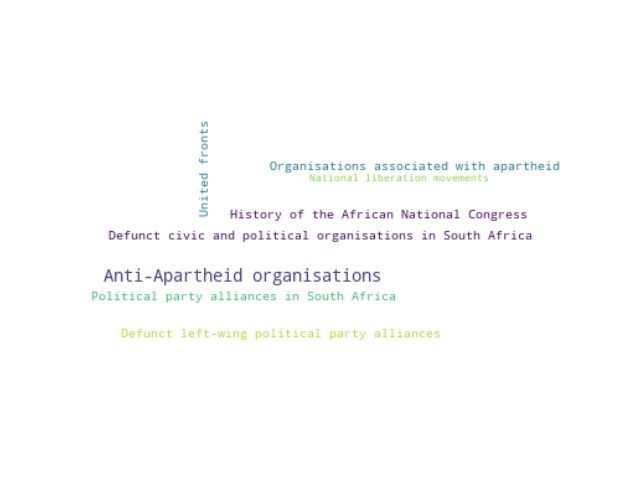 United fronts
Organisations associated with apartheid
National liberation movements
History of the African National Congress
Defunct civic and political organisations in South Africa
Anti-Apartheid organisations
Political party alliances in South Africa
Defunct left-wing political party alliances